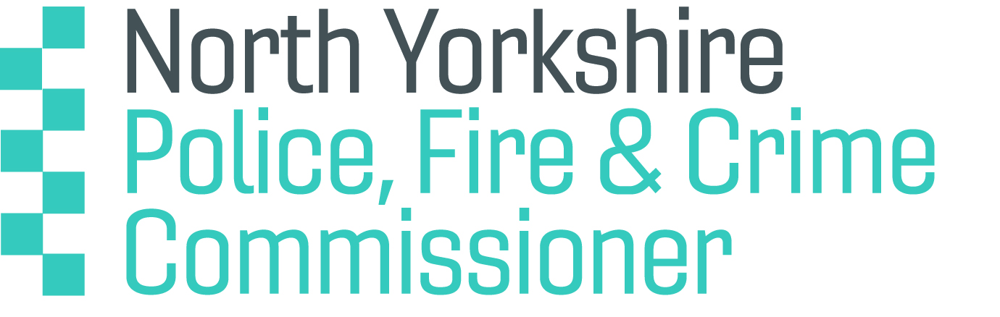 North Yorkshire
Police, Fire & Crime
Commissioner